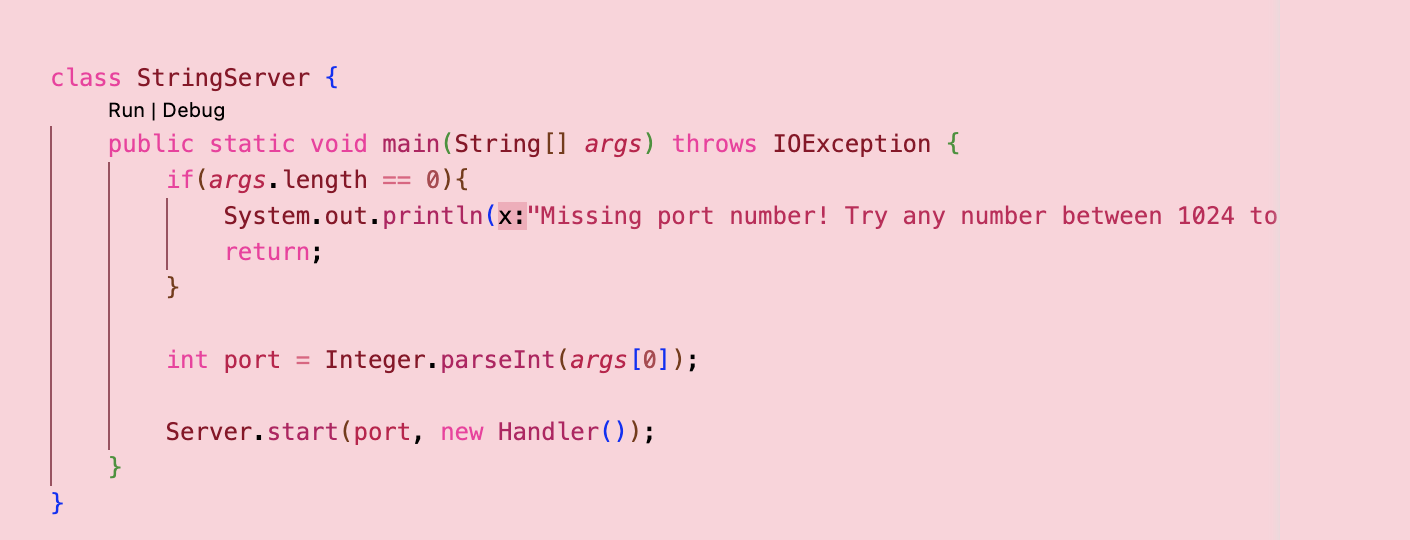 class StringServer {
Run | Debug
public static void main(String[] args) throws IOException {
if(args.length == 0){
System.out.println(x:"Missing port number! Try any number between 1024 to
return;
}
int port = Integer.parseInt(args[0]);
Server.start(port, new Handler());
}
}